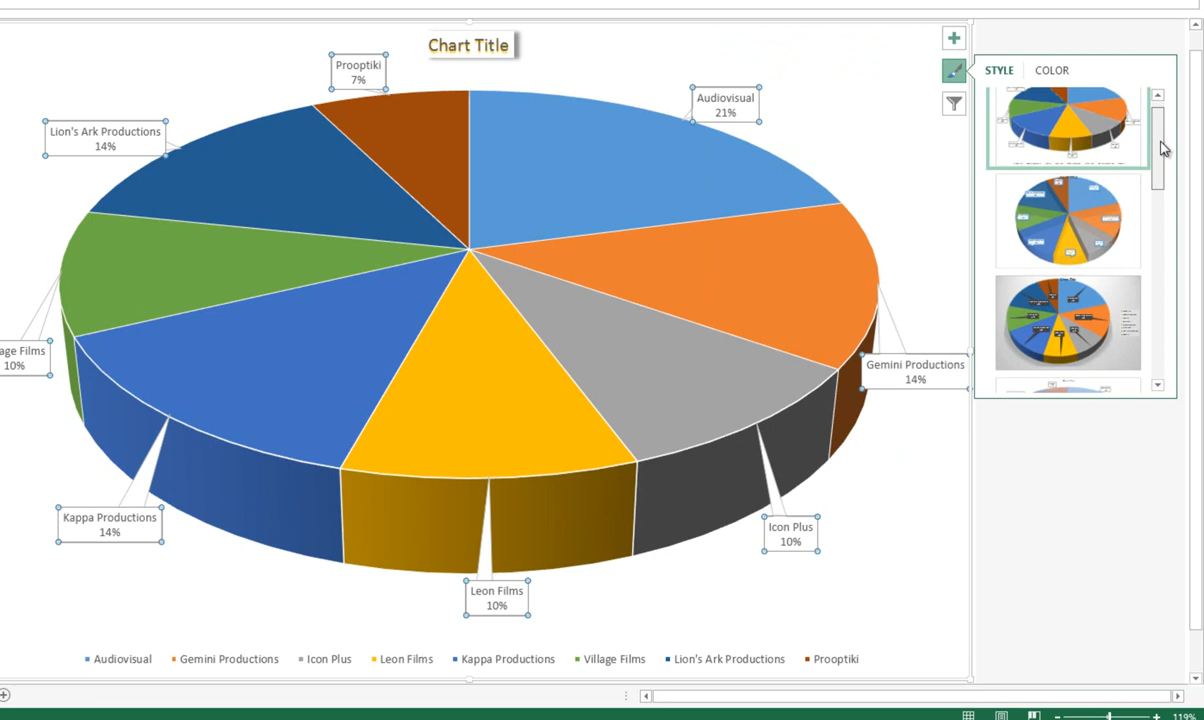 Chart Title
Prooptiki
7%
Audiovisual
21%
Lion's Ark Productions
14%
age Films
10%
Gemini Productions
14%
Kappa Productions
14%
Icon Plus
10%
Leon Films
10%
Audiovisual Gemini Productions Icon Plus Leon Films Kappa Productions Village Films Lion's Ark Productions Prooptiki
STYLE COLOR
119%